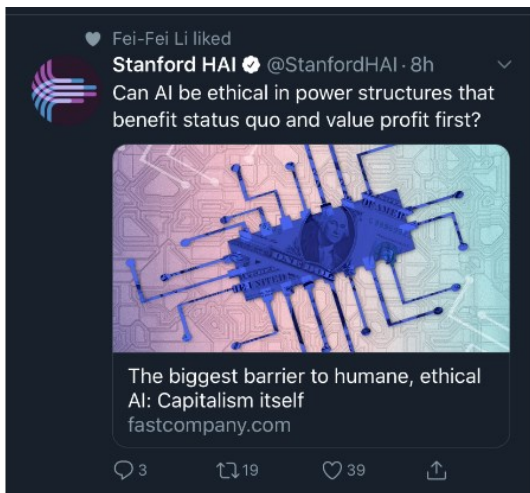 Fei-Fei Li liked
Stanford HAI @StanfordHAI · 8h
Can AI be ethical in power structures that
benefit status quo and value profit first?
The biggest barrier to humane, ethical
AI: Capitalism itself
fastcompany.com
3 19 39